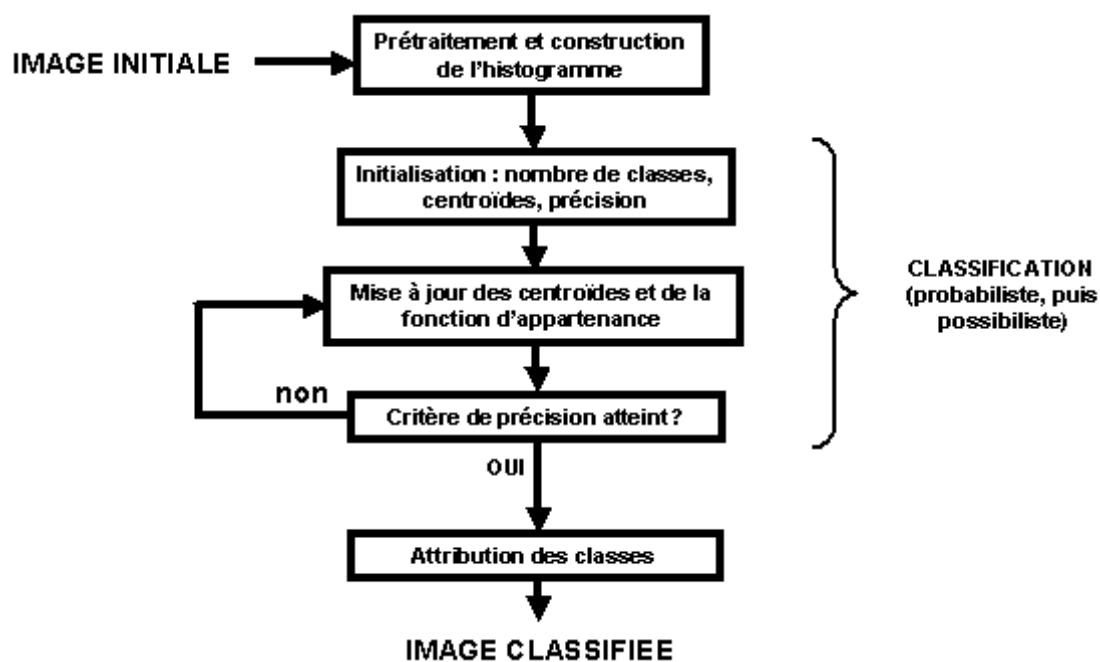 Prétraitement et construction
de l'histogramme
IMAGE INITIALE
Initialisation : nombre de classes,
centroïdes, précision
Mise à jour des centroïdes et de la
fonction d'appartenance
CLASSIFICATION
(probabiliste, puis
possibiliste)
non
Critère de précision atteint ?
OUI
Attribution des classes
IMAGE CLASSIFIEE